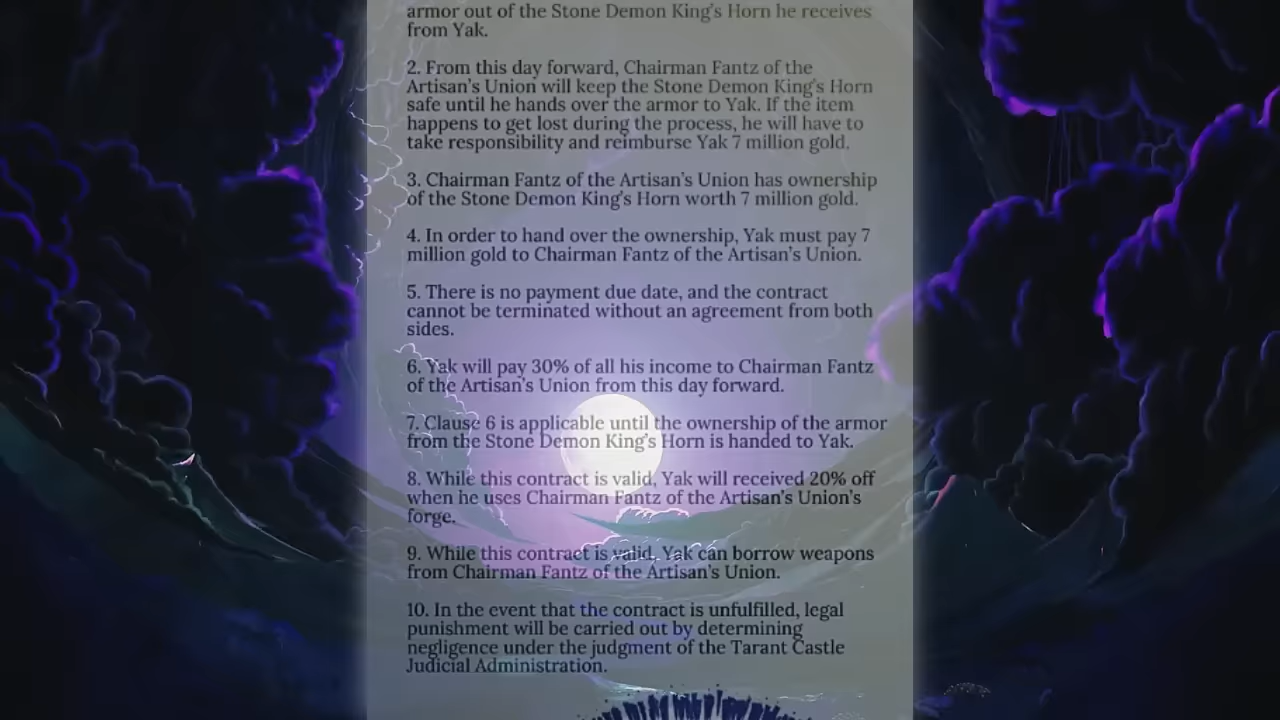 armor out of the Stone Demon King's Horn he receives
from Yak.
2. From this day forward, Chairman Fantz of the
Artisan's Union will keep the Stone Demon King's Horn
safe until he hands over the armor to Yak. If the item
happens to get lost during the process, he will have to
take responsibility and reimburse Yak 7 million gold.
3. Chairman Fantz of the Artisan's Union has ownership
of the Stone Demon King's Horn worth 7 million gold.
4. In order to hand over the ownership, Yak must pay 7
million gold to Chairman Fantz of the Artisan's Union.
5. There is no payment due date, and the contract
cannot be terminated without an agreement from both
sides.
6. Yak will pay 30% of all his income to Chairman Fantz
of the Artisan's Union from this day forward.
7. Clause 6 is applicable until the ownership of the armor
from the Stone Demon King's Horn is handed to Yak.
8. While this contract is valid, Yak will received 20% off
when he uses Chairman Fantz of the Artisan's Union's
forge.
9. While this contract is valid, Yak can borrow weapons
from Chairman Fantz of the Artisan's Union.
10. In the event that the contract is unfulfilled, legal
punishment will be carried out by determining
negligence under the judgment of the Tarant Castle
Judicial Administration.